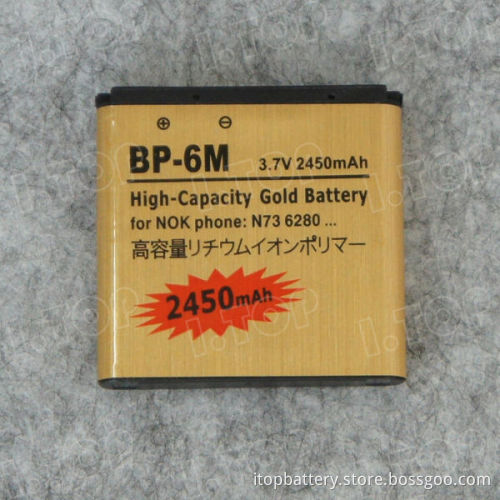 ⊕ ⊖
BP-6M 3.7V 2450mAh
High-Capacity Gold Battery
for NOK phone: N73 6280 ...
高容量リチウムイオンポリマー
2450mAh
I.TOP
itopbattery.store.bossgoo.com